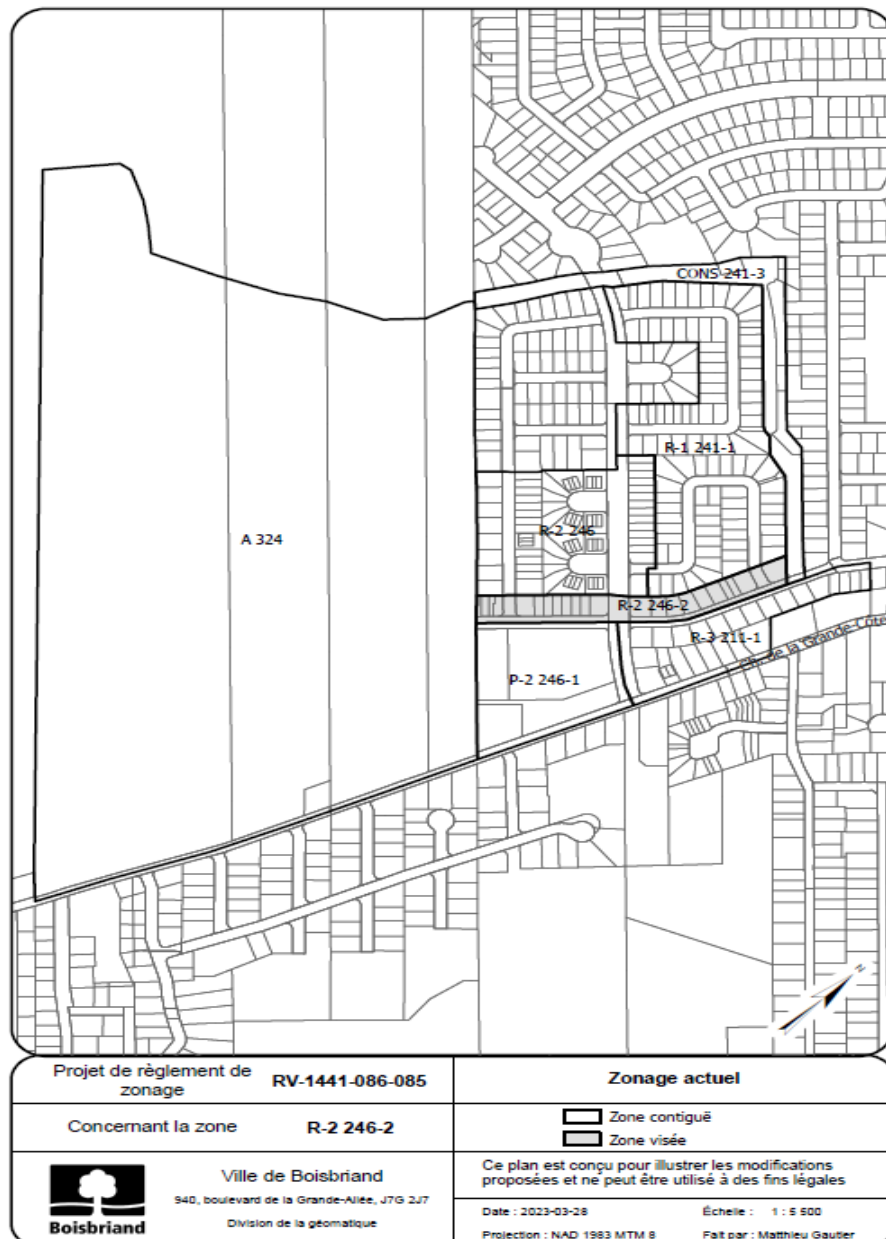 CONS 241-3
R-1 241-1
A 324
R-2 246
R-2 246-2
R-3 211-1
Ch. de la Grande-Côte
P-2 246-1
N
Projet de règlement de zonage RV-1441-086-085
Concernant la zone R-2 246-2
Boisbriand
Ville de Boisbriand
940, boulevard de la Grande-Allée, J7G 2J7
Division de la géomatique
Zonage actuel
Zone contiguë
Zone visée
Ce plan est conçu pour illustrer les modifications
proposées et ne peut être utilisé à des fins légales
Date : 2023-03-28 Échelle : 1 : 5 500
Projection : NAD 1983 MTM 8 Fait par : Matthieu Gautier